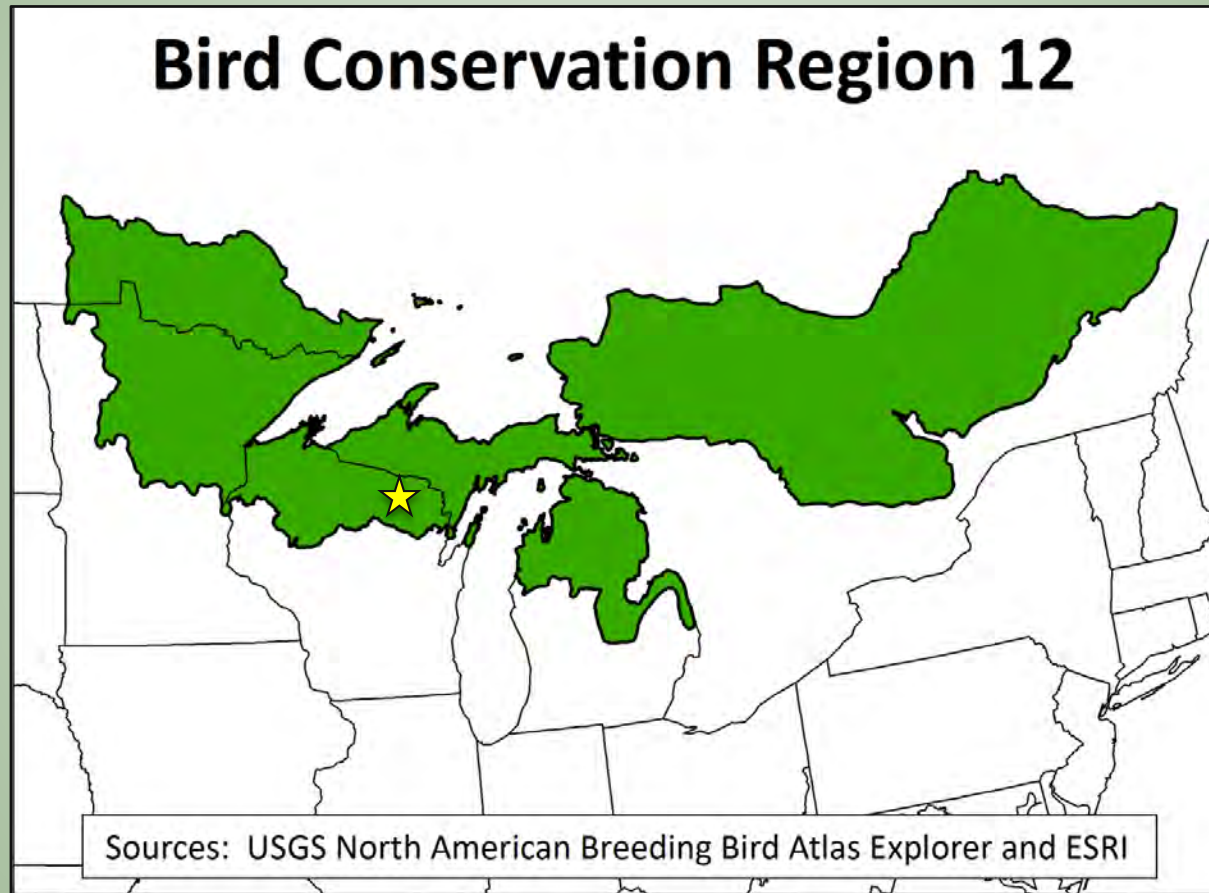 Bird Conservation Region 12
Sources:  USGS North American Breeding Bird Atlas Explorer and ESRI